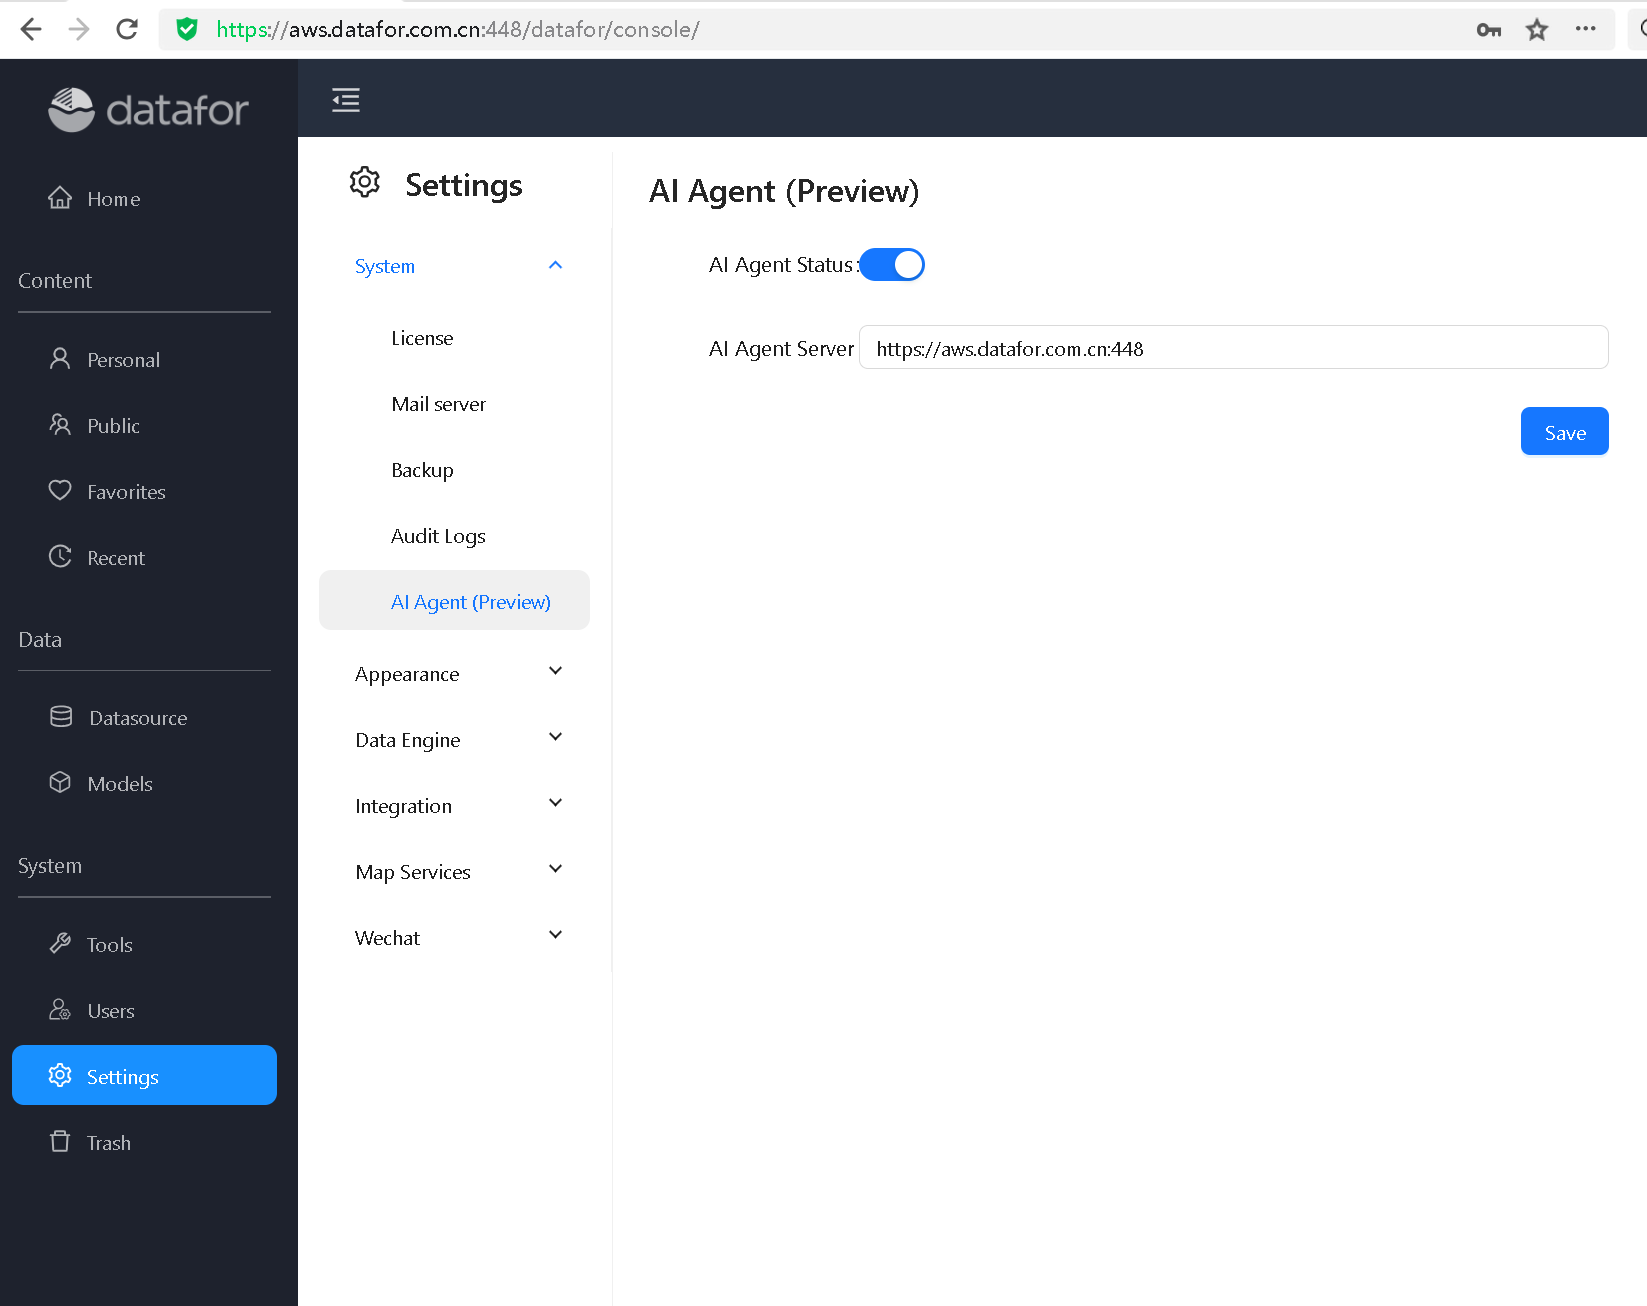 https://aws.datafor.com.cn:448/datafor/console/
datafor
Home
Content
Personal
Public
Favorites
Recent
Data
Datasource
Models
System
Tools
Users
Settings
Trash
Settings
System
License
Mail server
Backup
Audit Logs
AI Agent (Preview)
Appearance
Data Engine
Integration
Map Services
Wechat
AI Agent (Preview)
AI Agent Status:
AI Agent Server https://aws.datafor.com.cn:448
Save